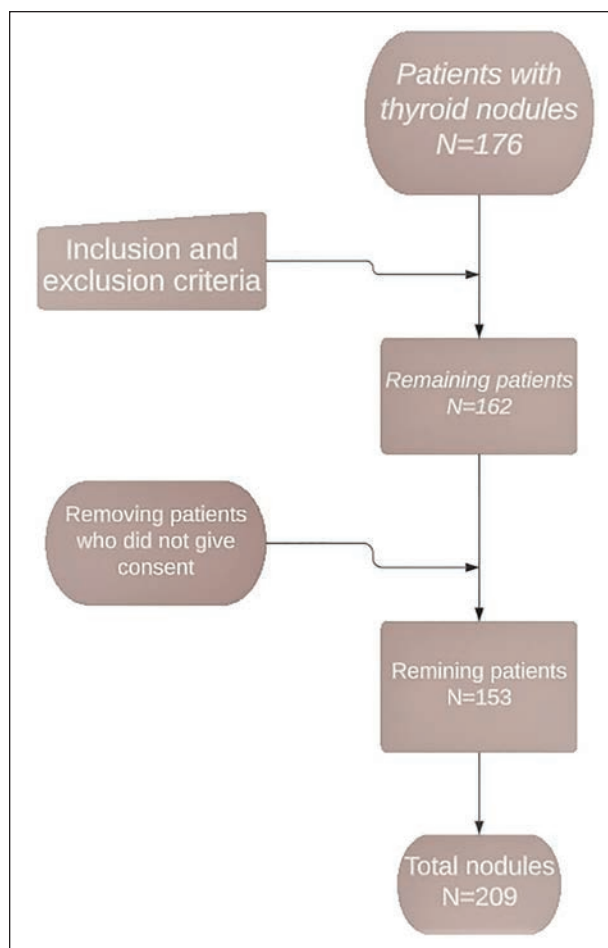 Patients with
thyroid nodules
N=176
Inclusion and
exclusion criteria
Remaining patients
N=162
Removing patients
who did not give
consent
Remining patients
N=153
Total nodules
N=209